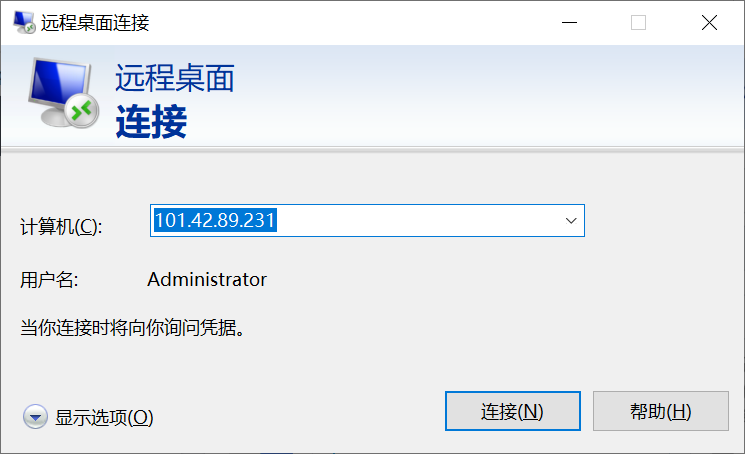 远程桌面连接
远程桌面
连接
计算机(C):
101.42.89.231
用户名:
Administrator
当你连接时将向你询问凭据。
显示选项(O)
连接(N)
帮助(H)